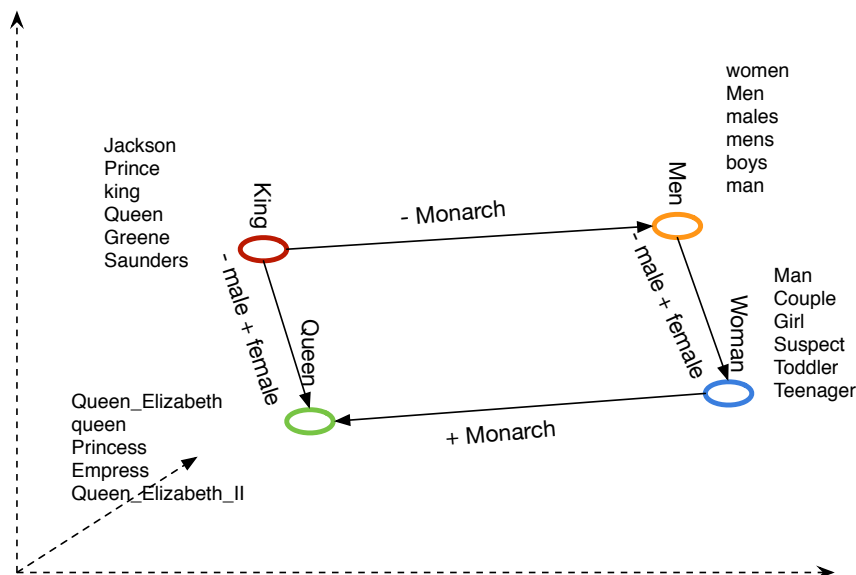 women
Men
males
mens
boys
man
Jackson
Prince
king
Queen
Greene
Saunders
King
- Monarch
Men
- male + female
- male + female
Queen
Woman
Man
Couple
Girl
Suspect
Toddler
Teenager
+ Monarch
Queen_Elizabeth
queen
Princess
Empress
Queen_Elizabeth_II